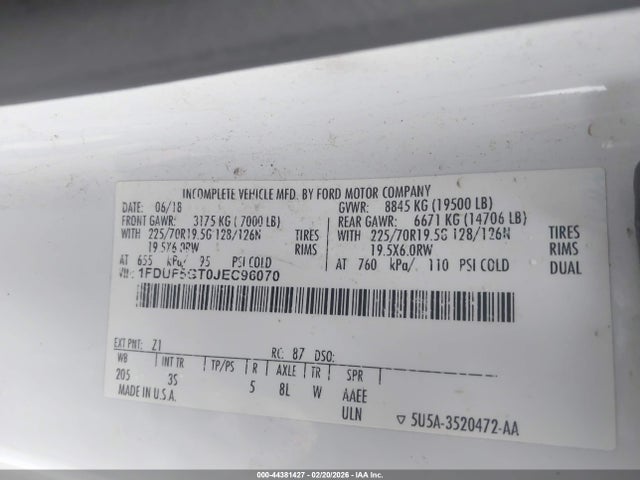 INCOMPLETE VEHICLE MFD. BY FORD MOTOR COMPANY
DATE: 06/18 GVWR: 8845 KG (19500 LB)
FRONT GAWR: 3175 KG (7000 LB) REAR GAWR: 6671 KG (14706 LB)
WITH 225/70R19.5G 128/126N TIRES WITH 225/70R19.5G 128/126N TIRES
19.5X6.0RW RIMS 19.5X6.0RW RIMS
AT 655 kPa/ 95 PSI COLD AT 760 kPa/ 110 PSI COLD DUAL
VIN: 1FDUF5GT0JEC96070
EXT PNT: Z1 RC: 87 DSO:
WB INT TR TP/PS R AXLE TR SPR
205 3S 5 8L W AAEE
MADE IN U.S.A. ULN ▽ 5U5A-3520472-AA
000-44381427 - 02/20/2026 - COPYRIGHT © IAA